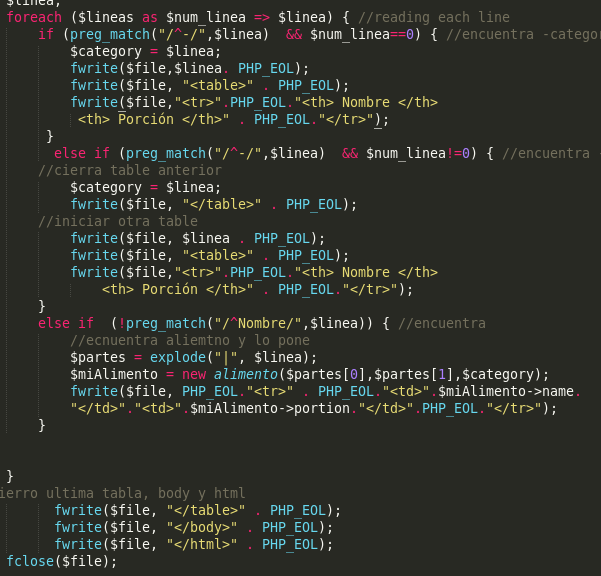 $linea;
foreach ($lineas as $num_linea => $linea) { //reading each line
if (preg_match("/^-/",$linea)  && $num_linea==0) { //encuentra -categor
$category = $linea;
fwrite($file,$linea. PHP_EOL);
fwrite($file, "<table>" . PHP_EOL);
fwrite($file,"<tr>".PHP_EOL."<th> Nombre </th>
<th> Porción </th>" . PHP_EOL."</tr>");
}
else if (preg_match("/^-/",$linea)  && $num_linea!=0) { //encuentra -
//cierra table anterior
$category = $linea;
fwrite($file, "</table>" . PHP_EOL);
//iniciar otra table
fwrite($file, $linea . PHP_EOL);
fwrite($file, "<table>" . PHP_EOL);
fwrite($file,"<tr>".PHP_EOL."<th> Nombre </th>
<th> Porción </th>" . PHP_EOL."</tr>");
}
else if  (!preg_match("/^Nombre/",$linea)) { //encuentra
//ecnuentra aliemtno y lo pone
$partes = explode("|", $linea);
$miAlimento = new alimento($partes[0],$partes[1],$category);
fwrite($file, PHP_EOL."<tr>" . PHP_EOL."<td>".$miAlimento->name.
"</td>"."<td>".$miAlimento->portion."</td>".PHP_EOL."</tr>");
}
}
ierro ultima tabla, body y html
fwrite($file, "</table>" . PHP_EOL);
fwrite($file, "</body>" . PHP_EOL);
fwrite($file, "</html>" . PHP_EOL);
fclose($file);